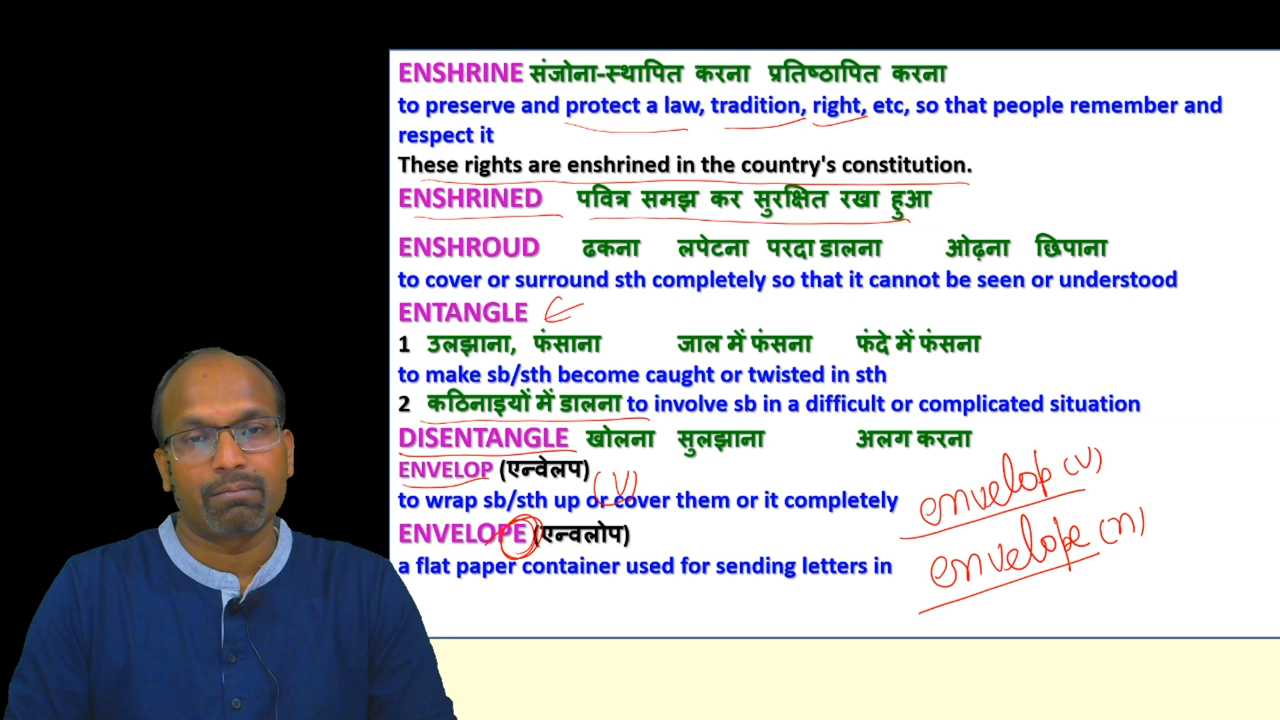 ENSHRINE संजोना-स्थापित करना प्रतिष्ठापित करना
to preserve and protect a law, tradition, right, etc, so that people remember and
respect it
These rights are enshrined in the country's constitution.
ENSHRINED पवित्र समझ कर सुरक्षित रखा हुआ
ENSHROUD ढकना लपेटना परदा डालना ओढ़ना छिपाना
to cover or surround sth completely so that it cannot be seen or understood
ENTANGLE
1 उलझाना, फंसाना जाल में फंसना फंदे में फंसना
to make sb/sth become caught or twisted in sth
2 कठिनाइयों में डालना to involve sb in a difficult or complicated situation
DISENTANGLE खोलना सुलझाना अलग करना
ENVELOP (एन्वेलप) (v)
to wrap sb/sth up or cover them or it completely
envelop (v)
ENVELOPE (एन्वलोप)
envelope (n)
a flat paper container used for sending letters in